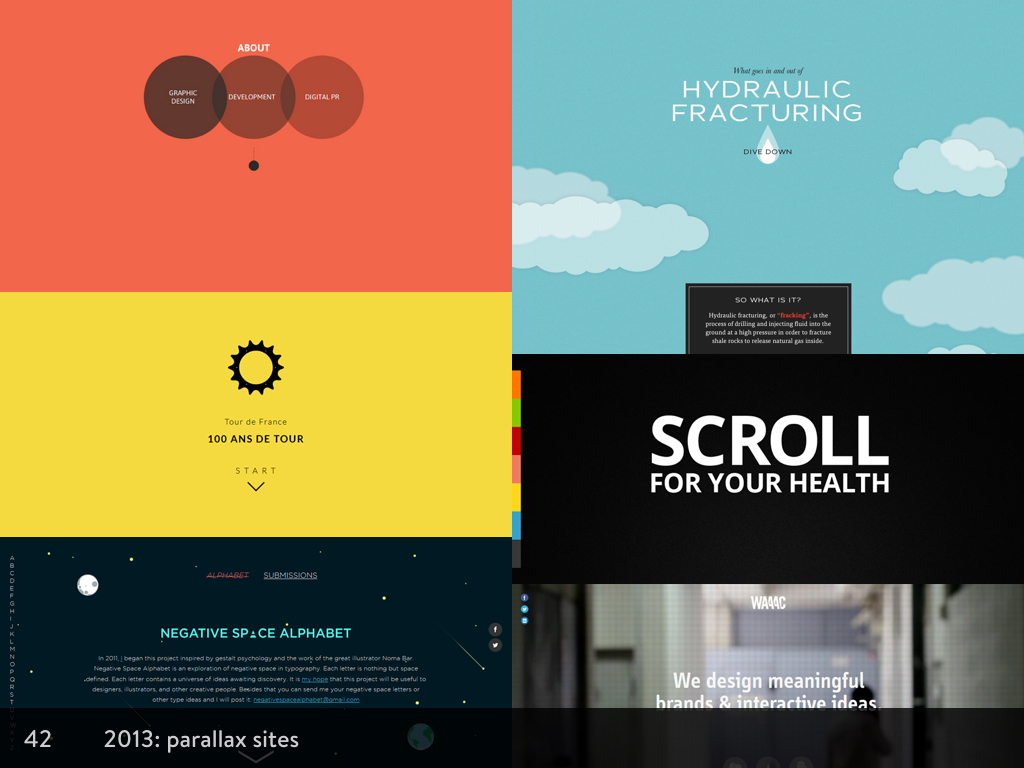 ABOUT
GRAPHIC
DESIGN
DEVELOPMENT
DIGITAL PR
What goes in and out of
HYDRAULIC
FRACTURING
DIVE DOWN
SO WHAT IS IT?
Hydraulic fracturing, or "fracking", is the
process of drilling and injecting fluid into the
ground at a high pressure in order to fracture
shale rocks to release natural gas inside.
Tour de France
100 ANS DE TOUR
START
SCROLL
FOR YOUR HEALTH
A
B
C
D
E
F
G
H
I
J
K
L
M
N
O
P
Q
R
S
T
ALPHABET
SUBMISSIONS
NEGATIVE SPACE ALPHABET
In 2011, I began this project inspired by gestalt psychology and the work of the great illustrator Noma Bar.
Negative Space Alphabet is an exploration of negative space in typography. Each letter is nothing but space
defined. Each letter contains a universe of ideas awaiting discovery. It is my hope that this project will be useful to
designers, illustrators, and other creative people. Besides that you can send me your negative space letters or
other type ideas and I will post it: negativespacealphabet@gmail.com
WAAAC
We design meaningful
brands & interactive ideas
42
2013: parallax sites